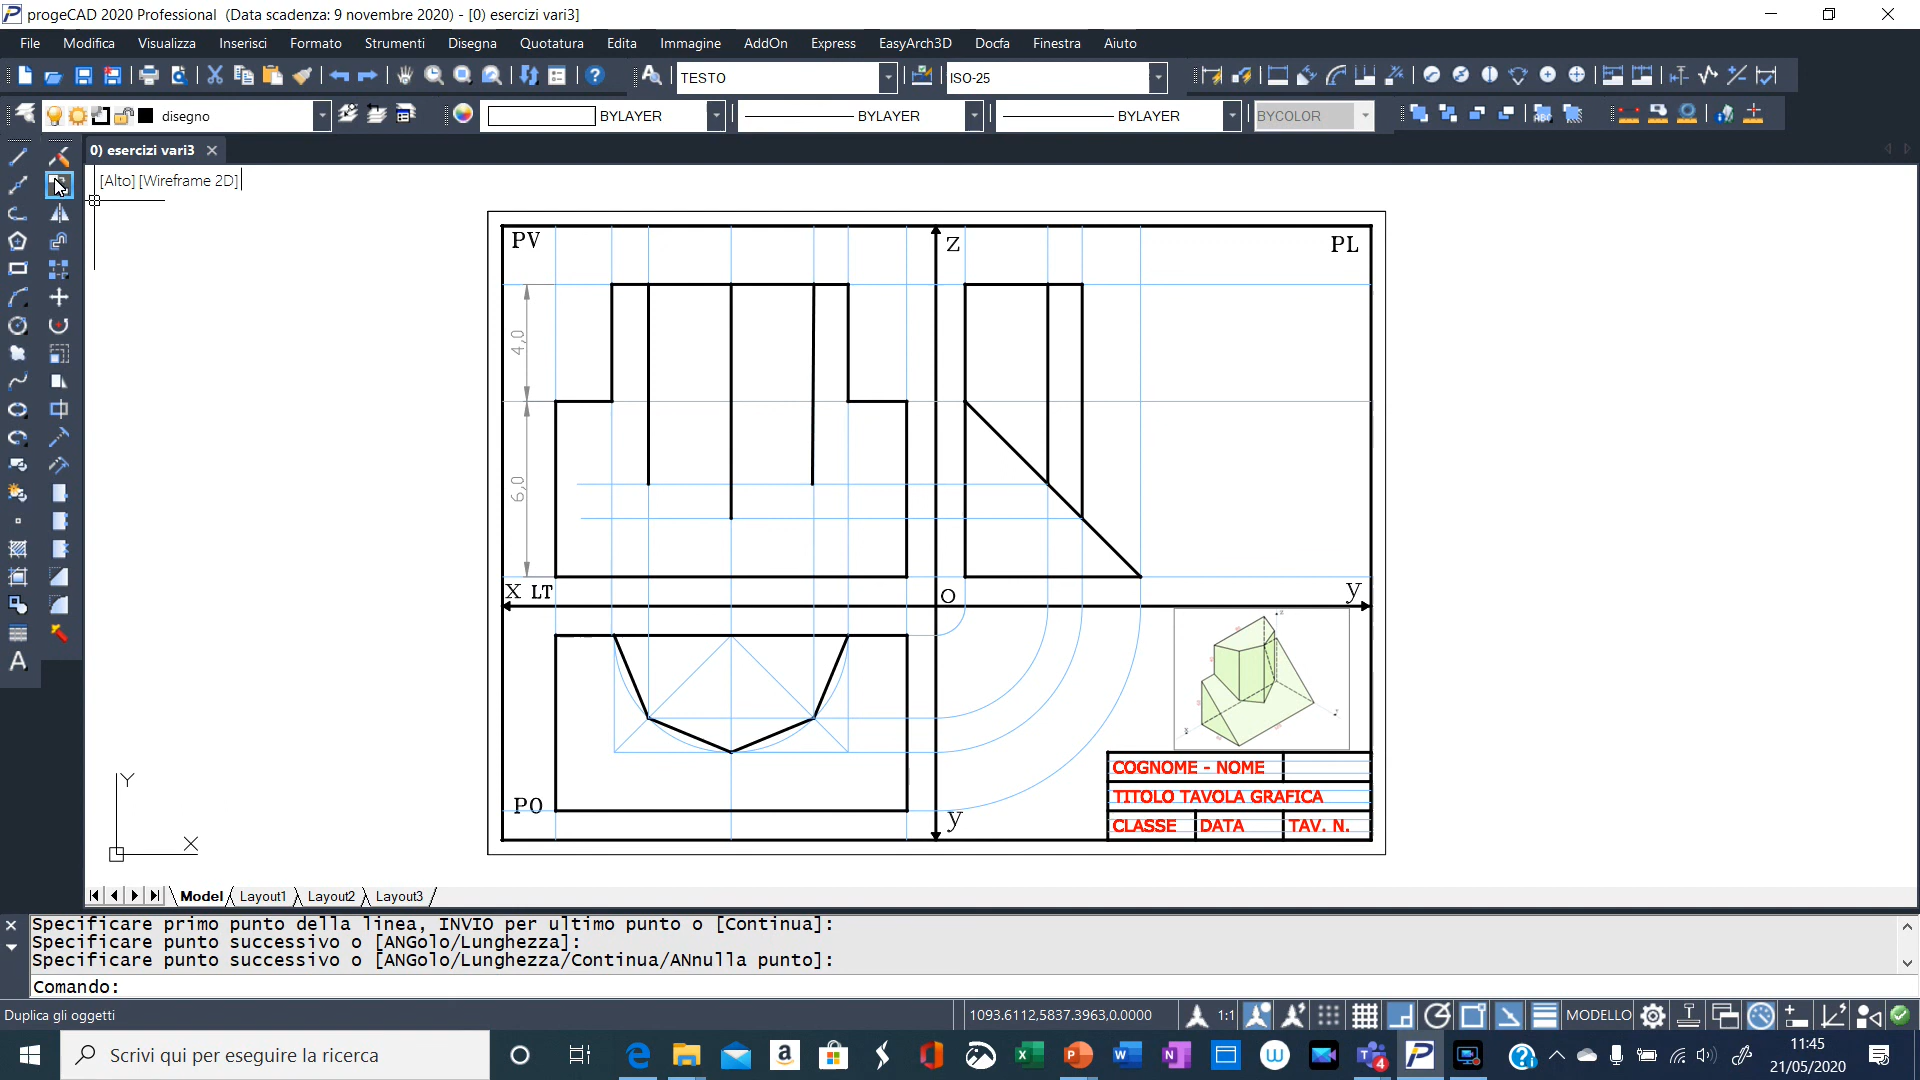 progeCAD 2020 Professional (Data scadenza: 9 novembre 2020) - [0) esercizi vari3]
File Modifica Visualizza Inserisci Formato Strumenti Disegna Quotatura Edita Immagine AddOn Express EasyArch3D Docfa Finestra Aiuto
TESTO ISO-25
disegno BYLAYER BYLAYER BYLAYER BYCOLOR
0) esercizi vari3
[Alto] [Wireframe 2D]
PV Z PL
4,0
6,0
X LT O y
PO y
COGNOME - NOME
TITOLO TAVOLA GRAFICA
CLASSE DATA TAV. N.
Y
X
A
Model Layout1 Layout2 Layout3
Specificare primo punto della linea, INVIO per ultimo punto o [Continua]:
Specificare punto successivo o [ANGolo/Lunghezza]:
Specificare punto successivo o [ANGolo/Lunghezza/Continua/ANnulla punto]:
Comando:
Duplica gli oggetti 1093.6112,5837.3963,0.0000 1:1 MODELLO
Scrivi qui per eseguire la ricerca
11:45
21/05/2020